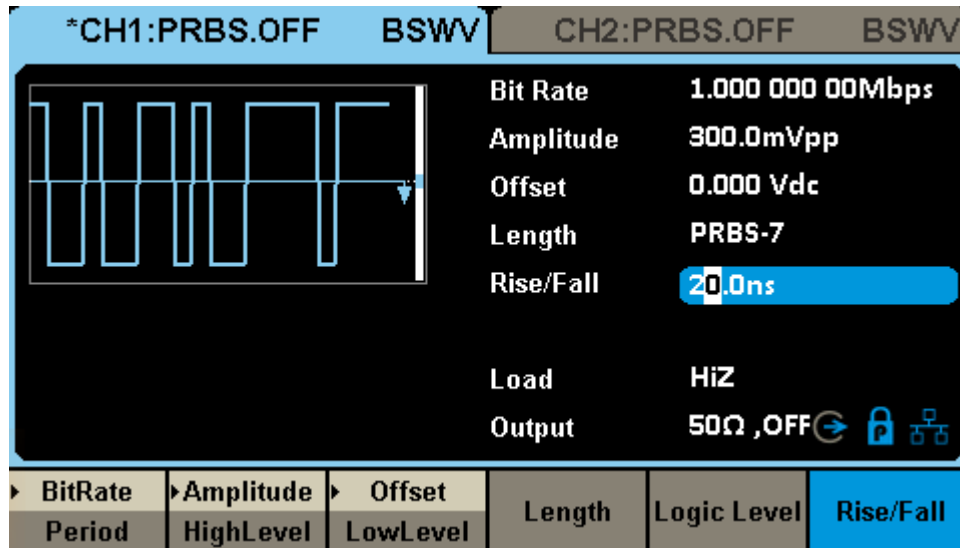 *CH1:PRBS.OFF BSWV CH2:PRBS.OFF BSWV
Bit Rate 1.000 000 00Mbps
Amplitude 300.0mVpp
Offset 0.000 Vdc
Length PRBS-7
Rise/Fall 20.0ns
Load HiZ
Output 50Ω ,OFF P
BitRate Amplitude Offset Length Logic Level Rise/Fall
Period HighLevel LowLevel